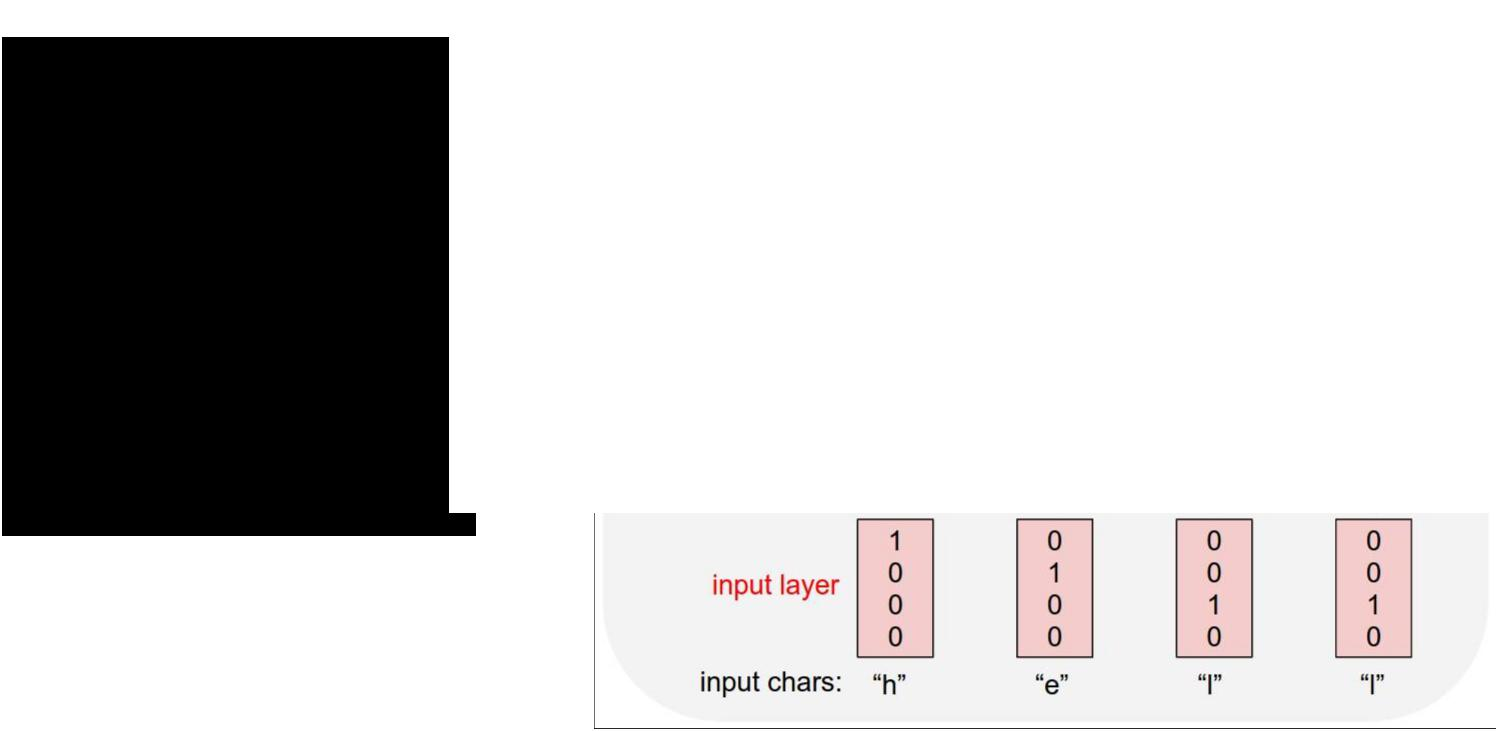 1 0 0 0
0 1 0 0
input layer
0 0 1 1
0 0 0 0
input chars: “h” “e” “l” “l”